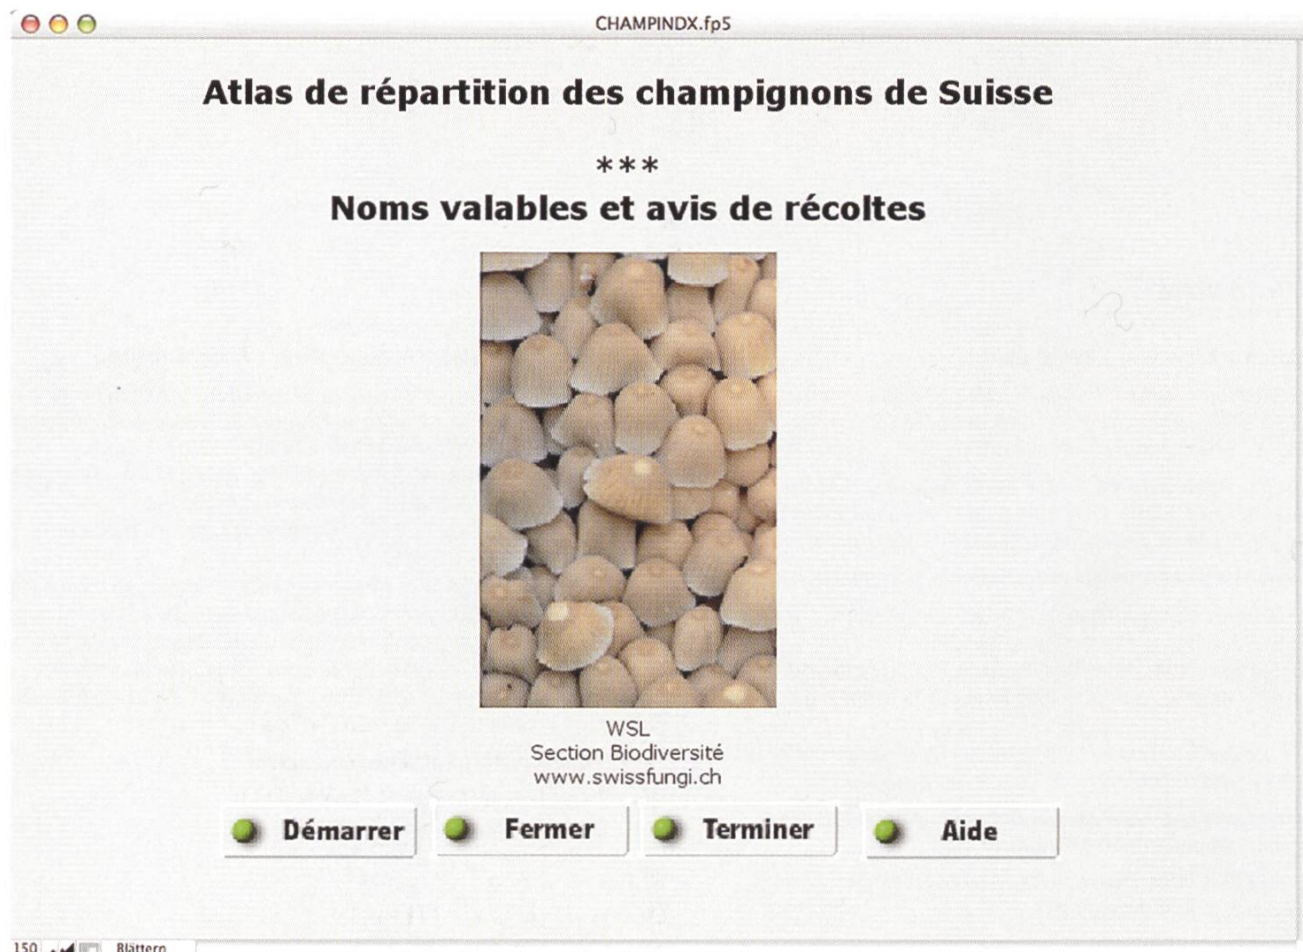 CHAMPINDX.fp5
Atlas de répartition des champignons de Suisse
***
Noms valables et avis de récoltes
WSL
Section Biodiversité
www.swissfungi.ch
Démarrer Fermer Terminer Aide
150 Blättern